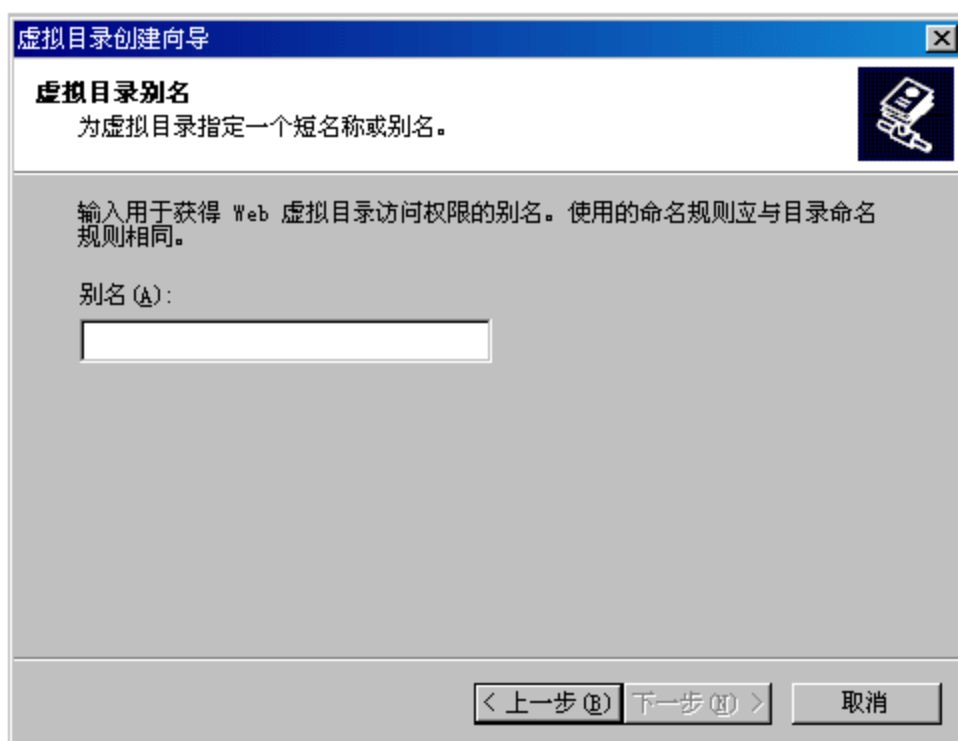 虚拟目录创建向导
虚拟目录别名
为虚拟目录指定一个短名称或别名。
输入用于获得 Web 虚拟目录访问权限的别名。使用的命名规则应与目录命名
规则相同。
别名(A):
< 上一步(B) 下一步(N) > 取消